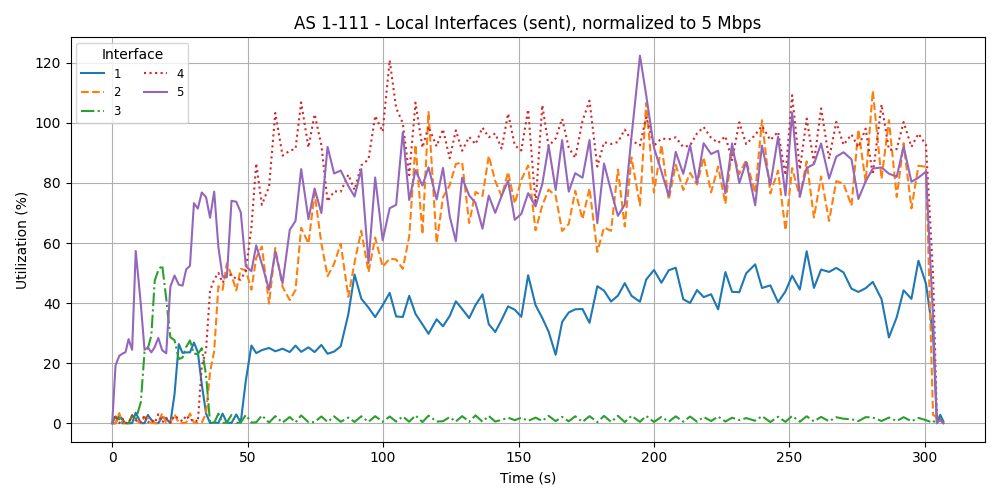 AS 1-111 - Local Interfaces (sent), normalized to 5 Mbps
Interface
1
2
3
4
5
Utilization (%)
120
100
80
60
40
20
0
0 50 100 150 200 250 300
Time (s)